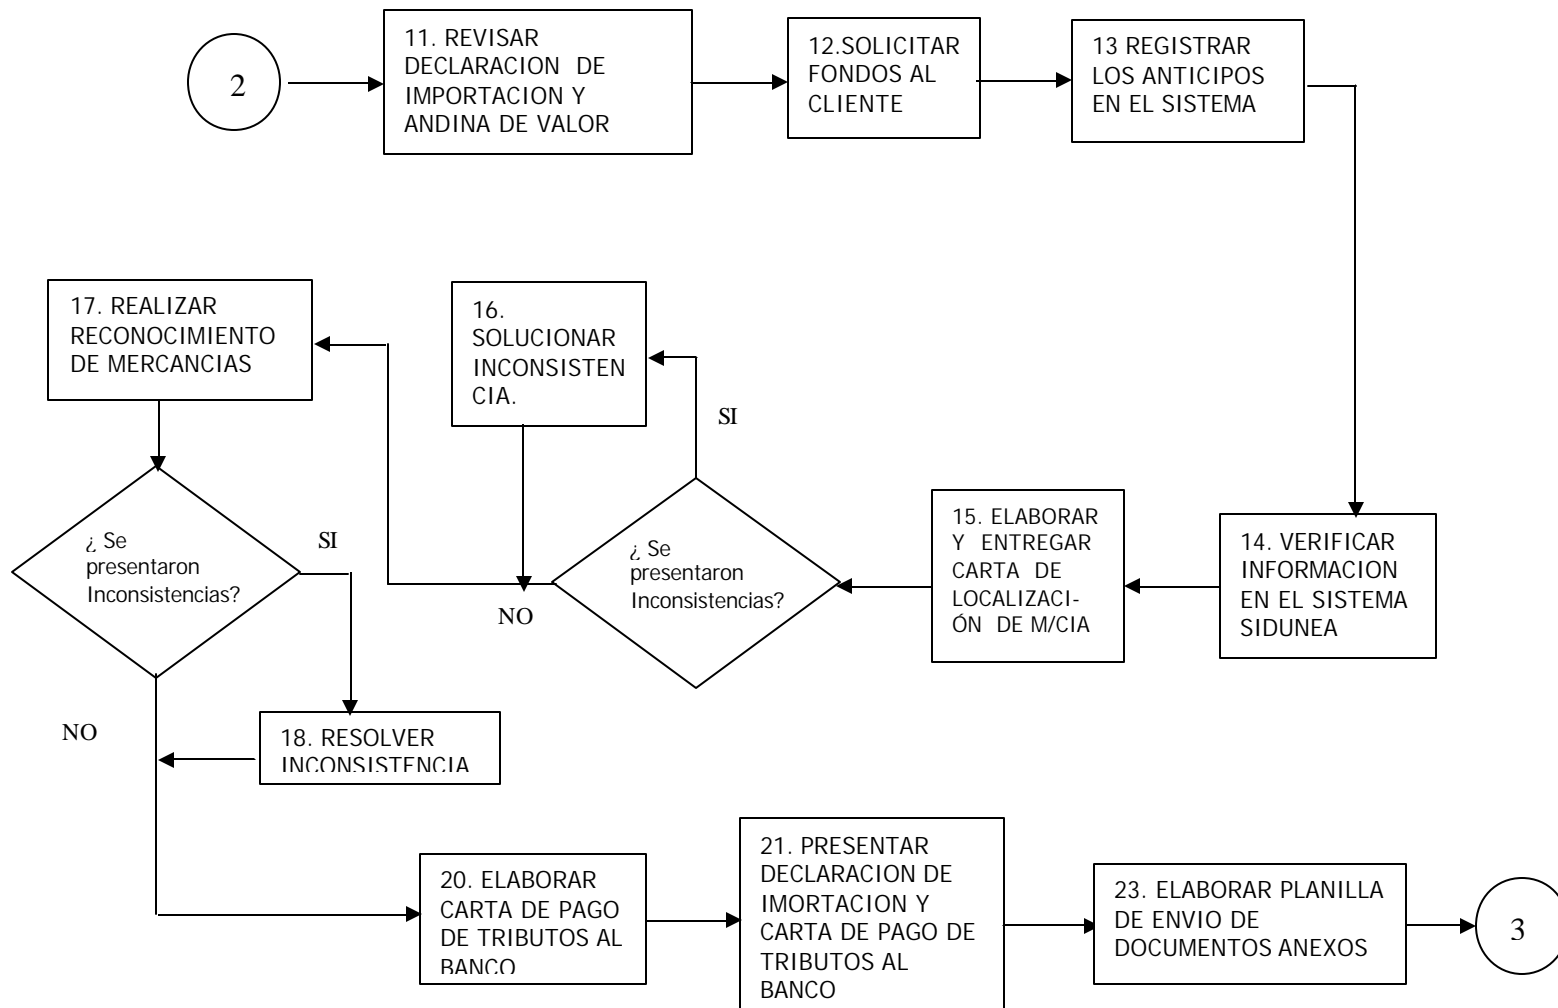 2
11. REVISAR
DECLARACION DE
IMPORTACION Y
ANDINA DE VALOR
12.SOLICITAR
FONDOS AL
CLIENTE
13 REGISTRAR
LOS ANTICIPOS
EN EL SISTEMA
17. REALIZAR
RECONOCIMIENTO
DE MERCANCIAS
16.
SOLUCIONAR
INCONSISTEN
CIA.
SI
¿ Se
presentaron
Inconsistencias?
SI
NO
¿ Se
presentaron
Inconsistencias?
NO
15. ELABORAR
Y ENTREGAR
CARTA DE
LOCALIZACI-
ÓN DE M/CIA
14. VERIFICAR
INFORMACION
EN EL SISTEMA
SIDUNEA
18. RESOLVER
INCONSISTENCIA
20. ELABORAR
CARTA DE PAGO
DE TRIBUTOS AL
BANCO
21. PRESENTAR
DECLARACION DE
IMORTACION Y
CARTA DE PAGO DE
TRIBUTOS AL
BANCO
23. ELABORAR PLANILLA
DE ENVIO DE
DOCUMENTOS ANEXOS
3